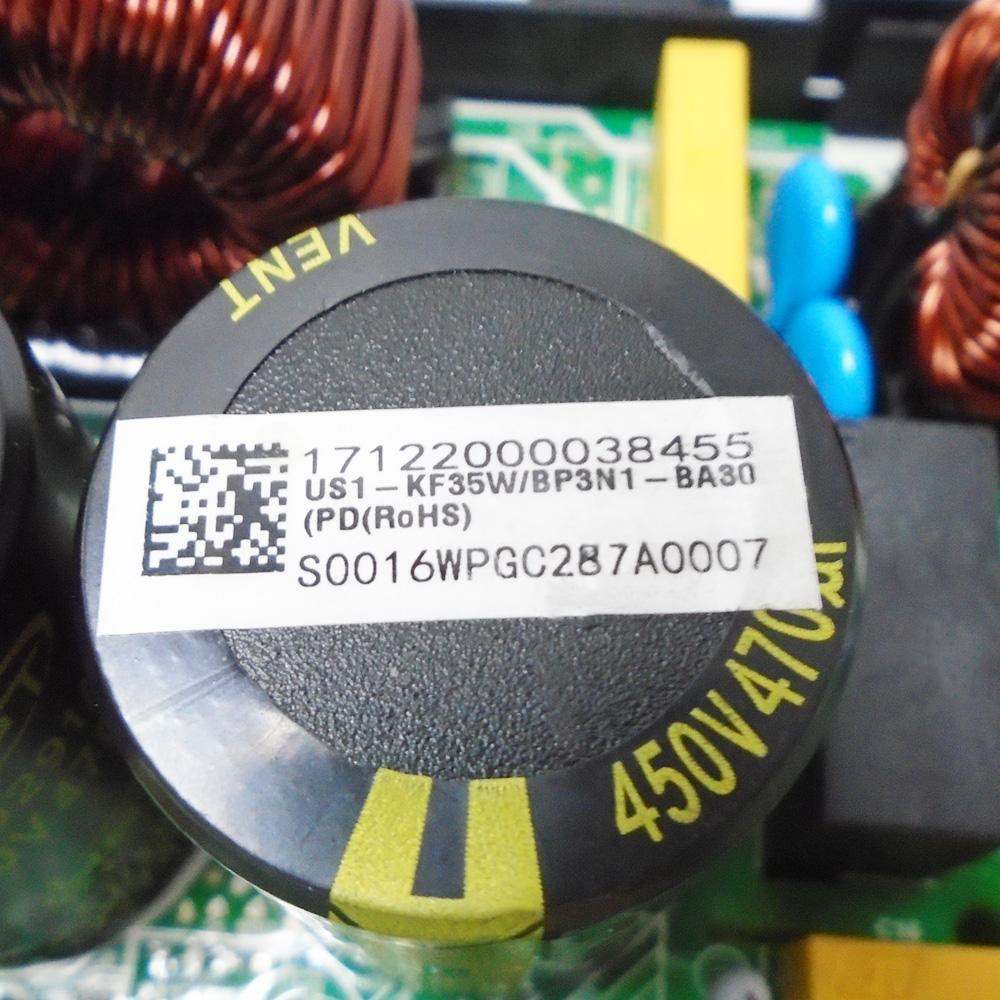 VENT
17122000038455
US1-KF35W/BP3N1-BA30
(PD(RoHS)
S0016WPGC287A0007
450V470µF